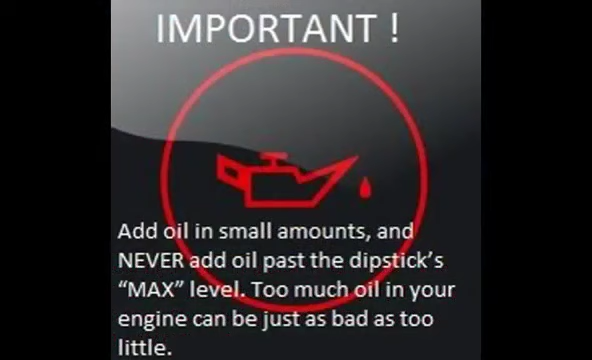 IMPORTANT !
Add oil in small amounts, and
NEVER add oil past the dipstick's
“MAX” level. Too much oil in your
engine can be just as bad as too
little.